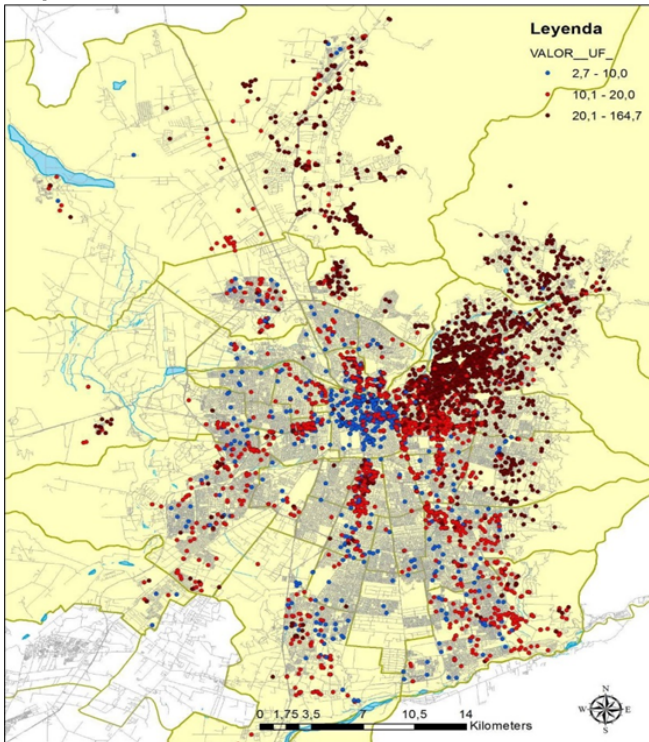 Leyenda
VALOR__UF_
2,7 - 10,0
10,1 - 20,0
20,1 - 164,7
N
W E
S
0 1,75 3,5 7 10,5 14
Kilometers